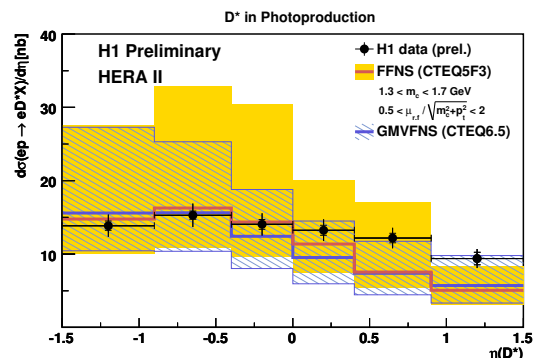 D* in Photoproduction
dσ(ep → eD*X)/dη[nb]
40
30
20
10
H1 Preliminary
HERA II
H1 data (prel.)
FFNS (CTEQ5F3)
1.3 < m_c < 1.7 GeV
0.5 < μ_r,f / √m_c²+p_t² < 2
GMVFNS (CTEQ6.5)
-1.5 -1 -0.5 0 0.5 1 1.5
η(D*)